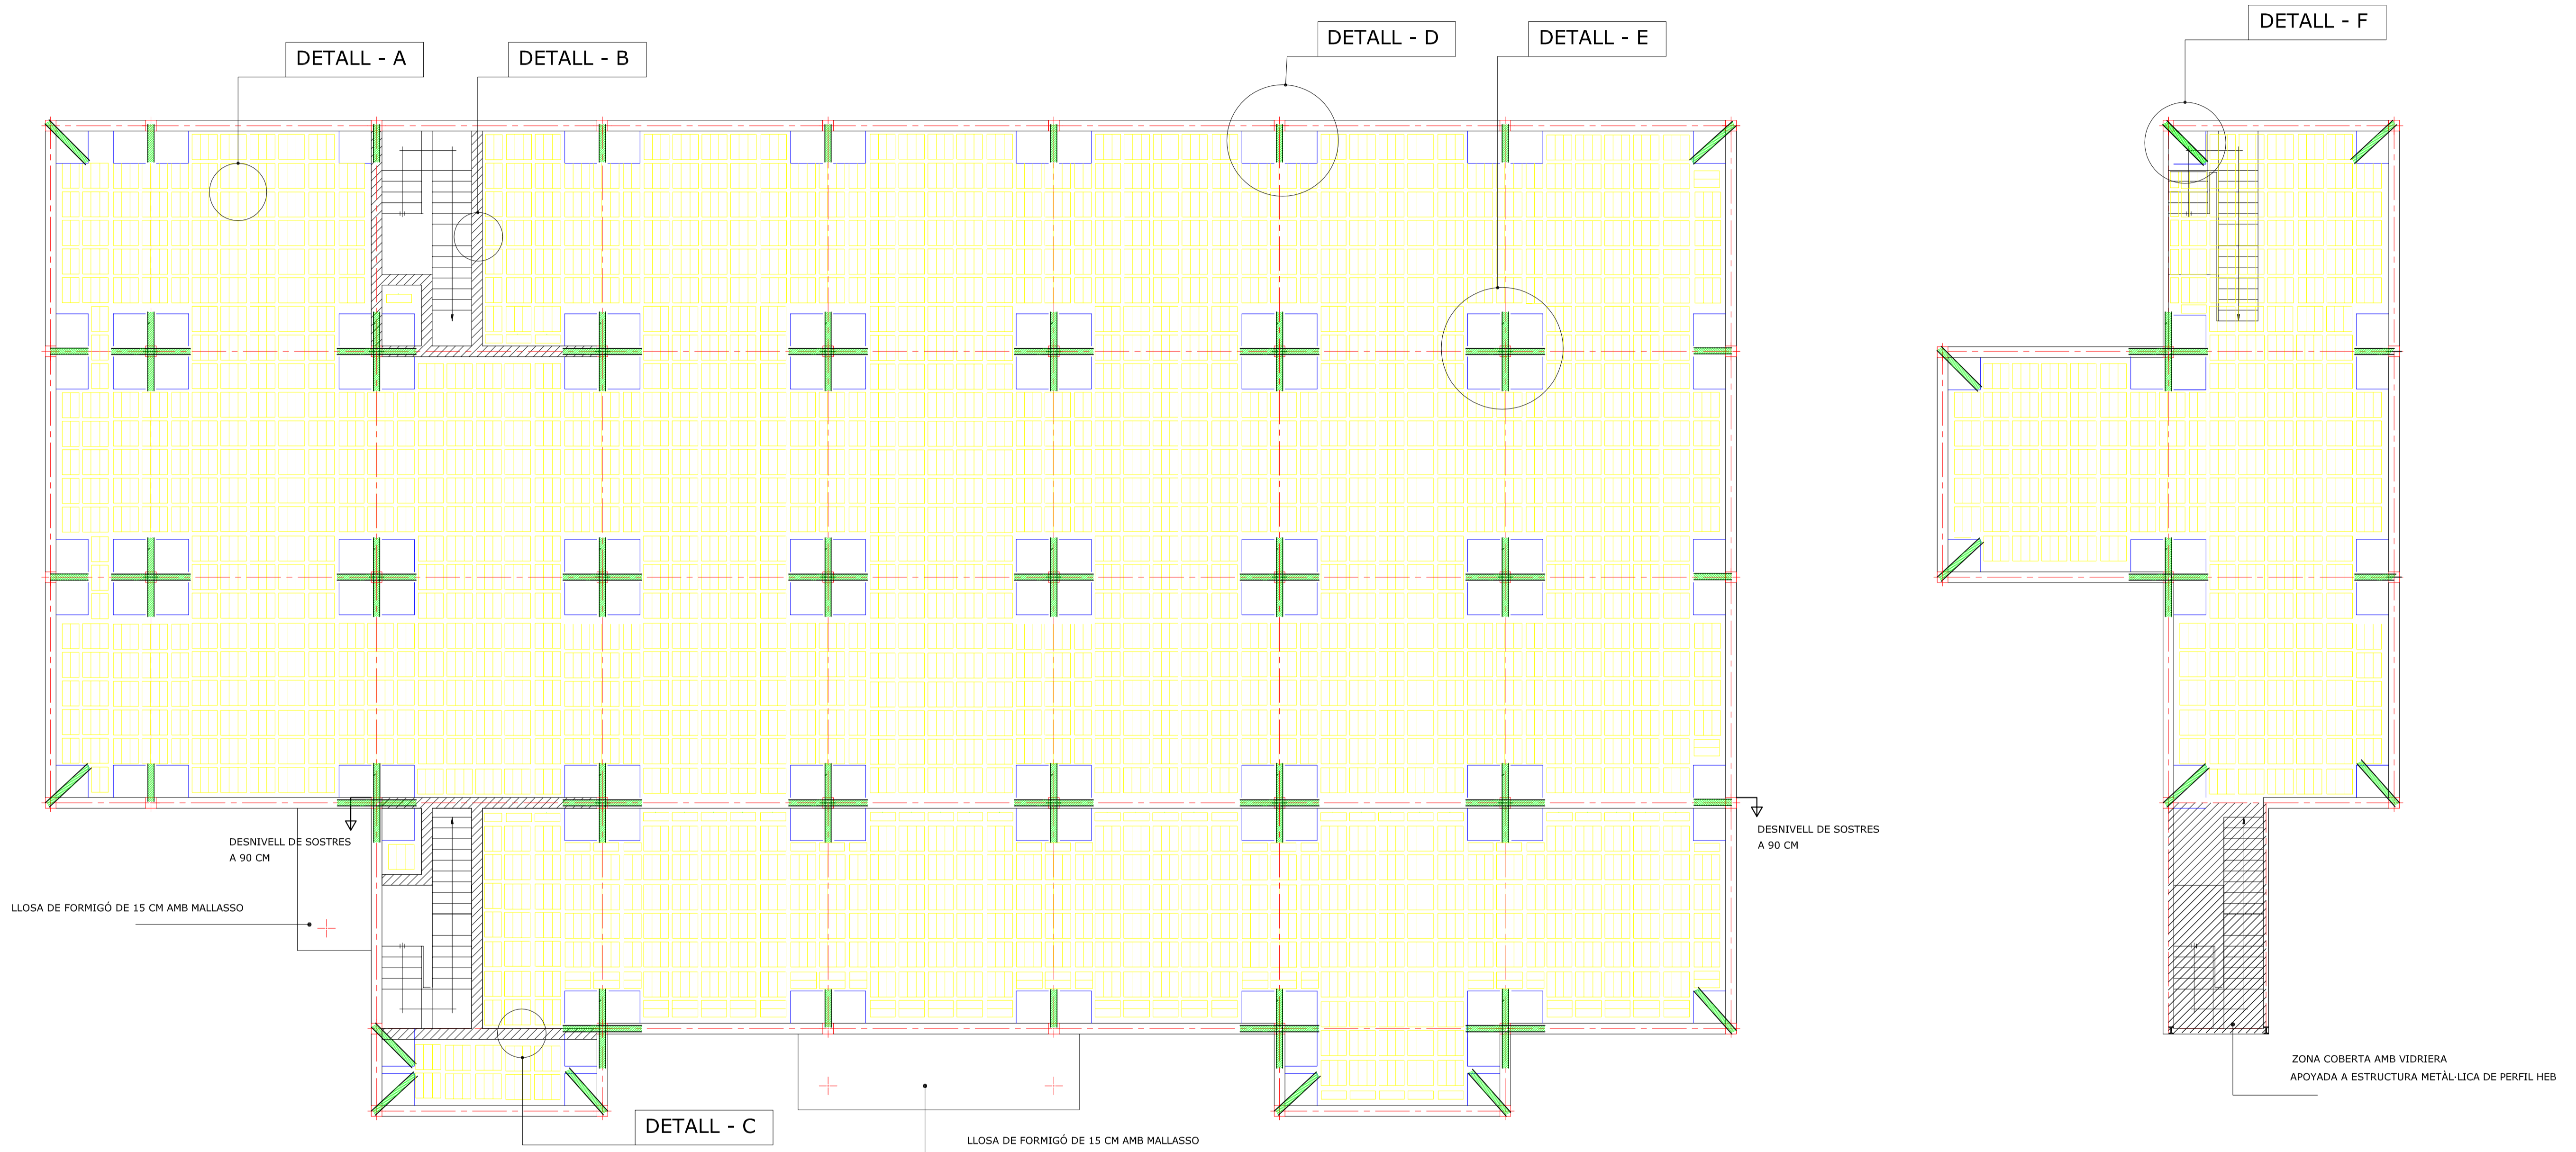 DETALL - F
DETALL - D
DETALL - E
DETALL - A
DETALL - B
DESNIVELL DE SOSTRES
A 90 CM
DESNIVELL DE SOSTRES
A 90 CM
LLOSA DE FORMIGÓ DE 15 CM AMB MALLASSO
ZONA COBERTA AMB VIDRIERA
APOYADA A ESTRUCTURA METÀL·LICA DE PERFIL HEB
DETALL - C
LLOSA DE FORMIGÓ DE 15 CM AMB MALLASSO